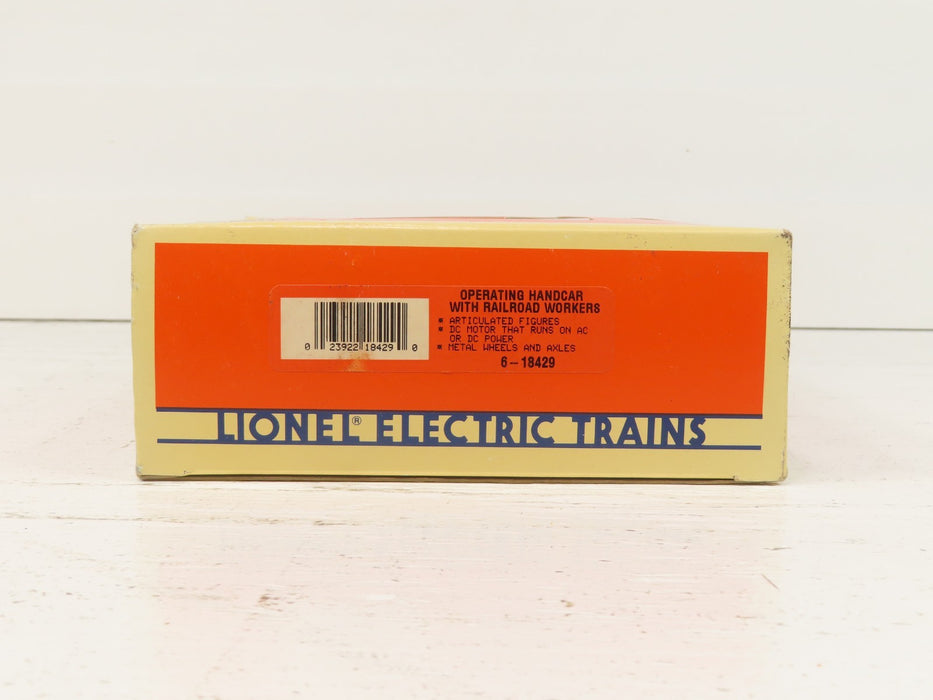 OPERATING HANDCAR
WITH RAILROAD WORKERS
* ARTICULATED FIGURES
* DC MOTOR THAT RUNS ON AC
OR DC POWER
* METAL WHEELS AND AXLES
6-18429
0 23922 18429 0
LIONEL® ELECTRIC TRAINS